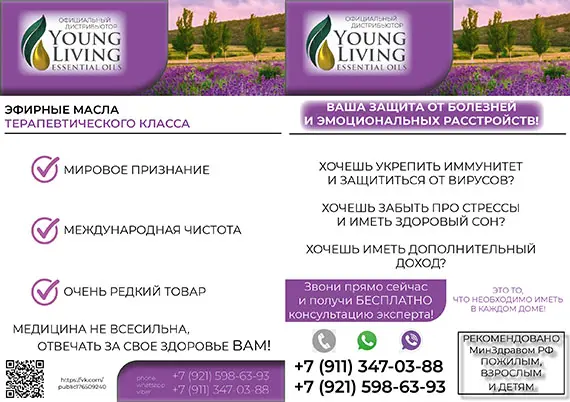 ОФИЦИАЛЬНЫЙ
ДИСТРИБЬЮТОР
YOUNG
LIVING
ESSENTIAL OILS
ЭФИРНЫЕ МАСЛА
ТЕРАПЕВТИЧЕСКОГО КЛАССА
МИРОВОЕ ПРИЗНАНИЕ
МЕЖДУНАРОДНАЯ ЧИСТОТА
ОЧЕНЬ РЕДКИЙ ТОВАР
МЕДИЦИНА НЕ ВСЕСИЛЬНА,
ОТВЕЧАТЬ ЗА СВОЕ ЗДОРОВЬЕ ВАМ!
https://vk.com/
public176509240
phone
whatsapp
viber
+7 (921) 598-63-93
+7 (911) 347-03-88
ОФИЦИАЛЬНЫЙ
ДИСТРИБЬЮТОР
YOUNG
LIVING
ESSENTIAL OILS
ВАША ЗАЩИТА ОТ БОЛЕЗНЕЙ
И ЭМОЦИОНАЛЬНЫХ РАССТРОЙСТВ!
ХОЧЕШЬ УКРЕПИТЬ ИММУНИТЕТ
И ЗАЩИТИТЬСЯ ОТ ВИРУСОВ?
ХОЧЕШЬ ЗАБЫТЬ ПРО СТРЕССЫ
И ИМЕТЬ ЗДОРОВЫЙ СОН?
ХОЧЕШЬ ИМЕТЬ ДОПОЛНИТЕЛЬНЫЙ
ДОХОД?
Звони прямо сейчас
и получи БЕСПЛАТНО
консультацию эксперта!
ЭТО ТО,
ЧТО НЕОБХОДИМО ИМЕТЬ
В КАЖДОМ ДОМЕ!
+7 (911) 347-03-88
+7 (921) 598-63-93
РЕКОМЕНДОВАНО
МинЗдравом РФ
ПОЖИЛЫМ,
ВЗРОСЛЫМ
И ДЕТЯМ.